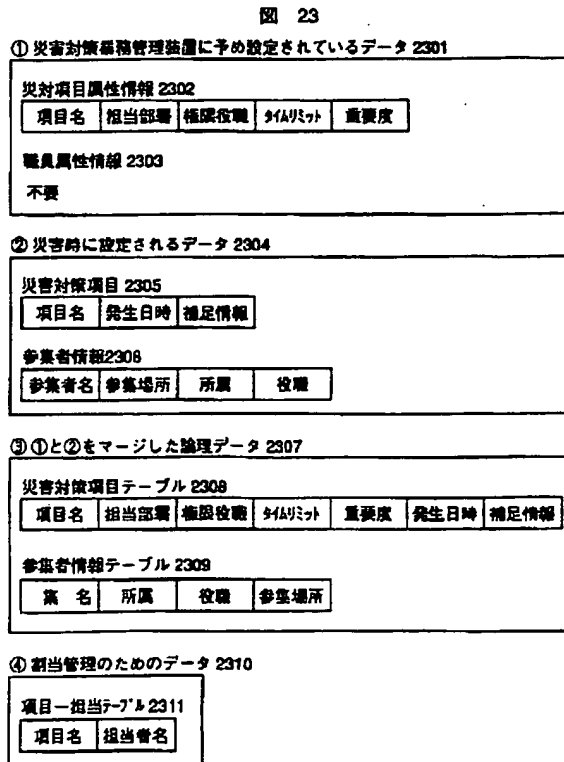 図 23
① 災害対策業務管理装置に予め設定されているデータ 2301
災対項目属性情報 2302
項目名 担当部署 権限役職 タイムリミット 重要度
職員属性情報 2303
不要
② 災害時に設定されるデータ 2304
災害対策項目 2305
項目名 発生日時 補足情報
参集者情報2306
参集者名 参集場所 所属 役職
③ ①と②をマージした論理データ 2307
災害対策項目テーブル 2308
項目名 担当部署 権限役職 タイムリミット 重要度 発生日時 補足情報
参集者情報テーブル 2309
集 名 所属 役職 参集場所
④ 割当管理のためのデータ 2310
項目ー担当テーブル 2311
項目名 担当者名